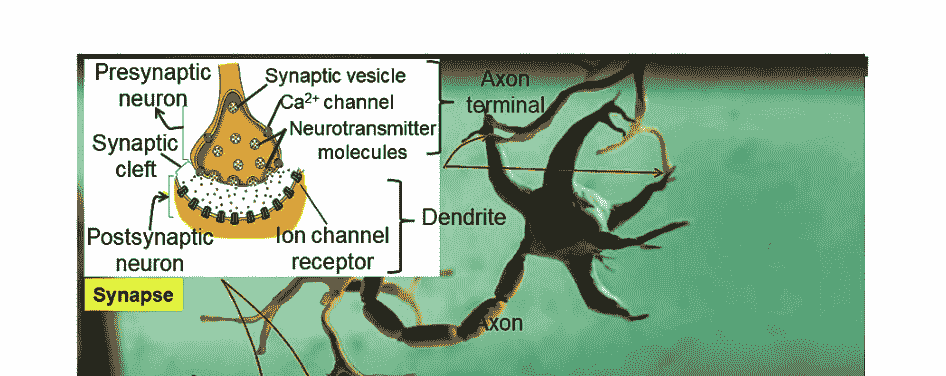 Presynaptic
neuron
Synaptic
cleft
Postsynaptic
neuron
Synaptic vesicle
Ca²⁺ channel
Neurotransmitter
molecules
Ion channel
receptor
Axon
terminal
Dendrite
Synapse
Axon